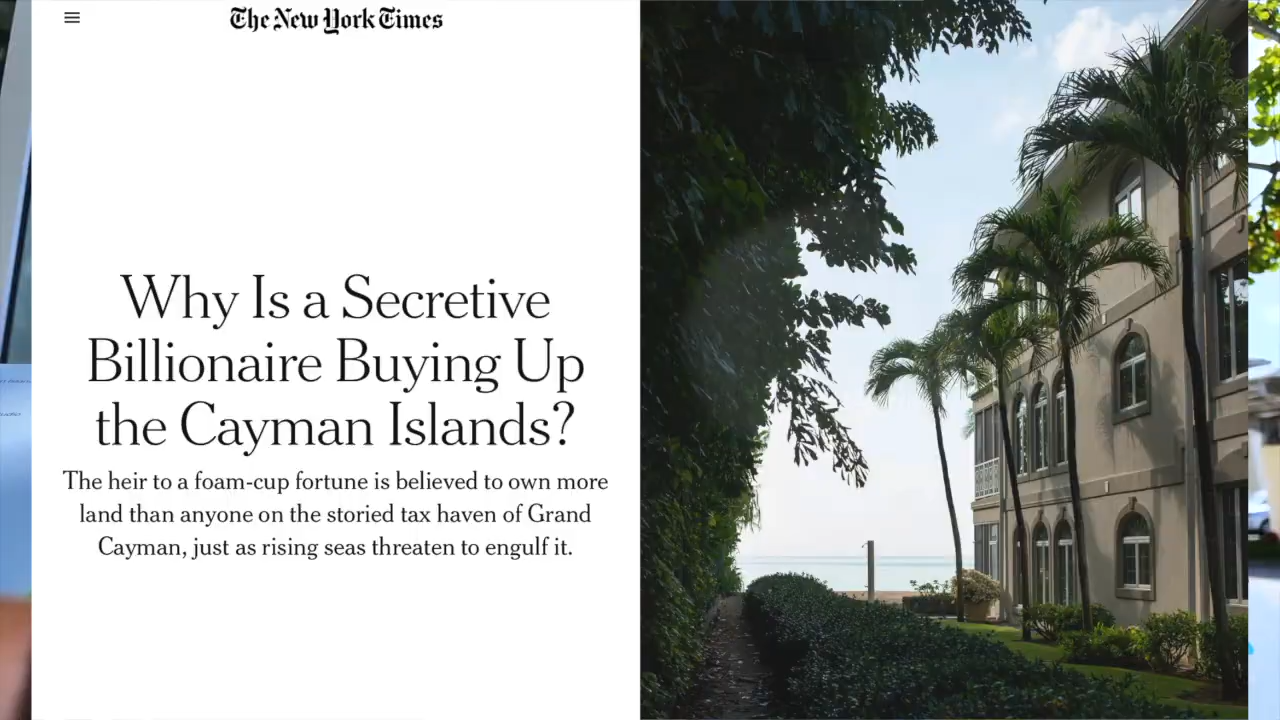 The New York Times
Why Is a Secretive
Billionaire Buying Up
the Cayman Islands?
The heir to a foam-cup fortune is believed to own more
land than anyone on the storied tax haven of Grand
Cayman, just as rising seas threaten to engulf it.